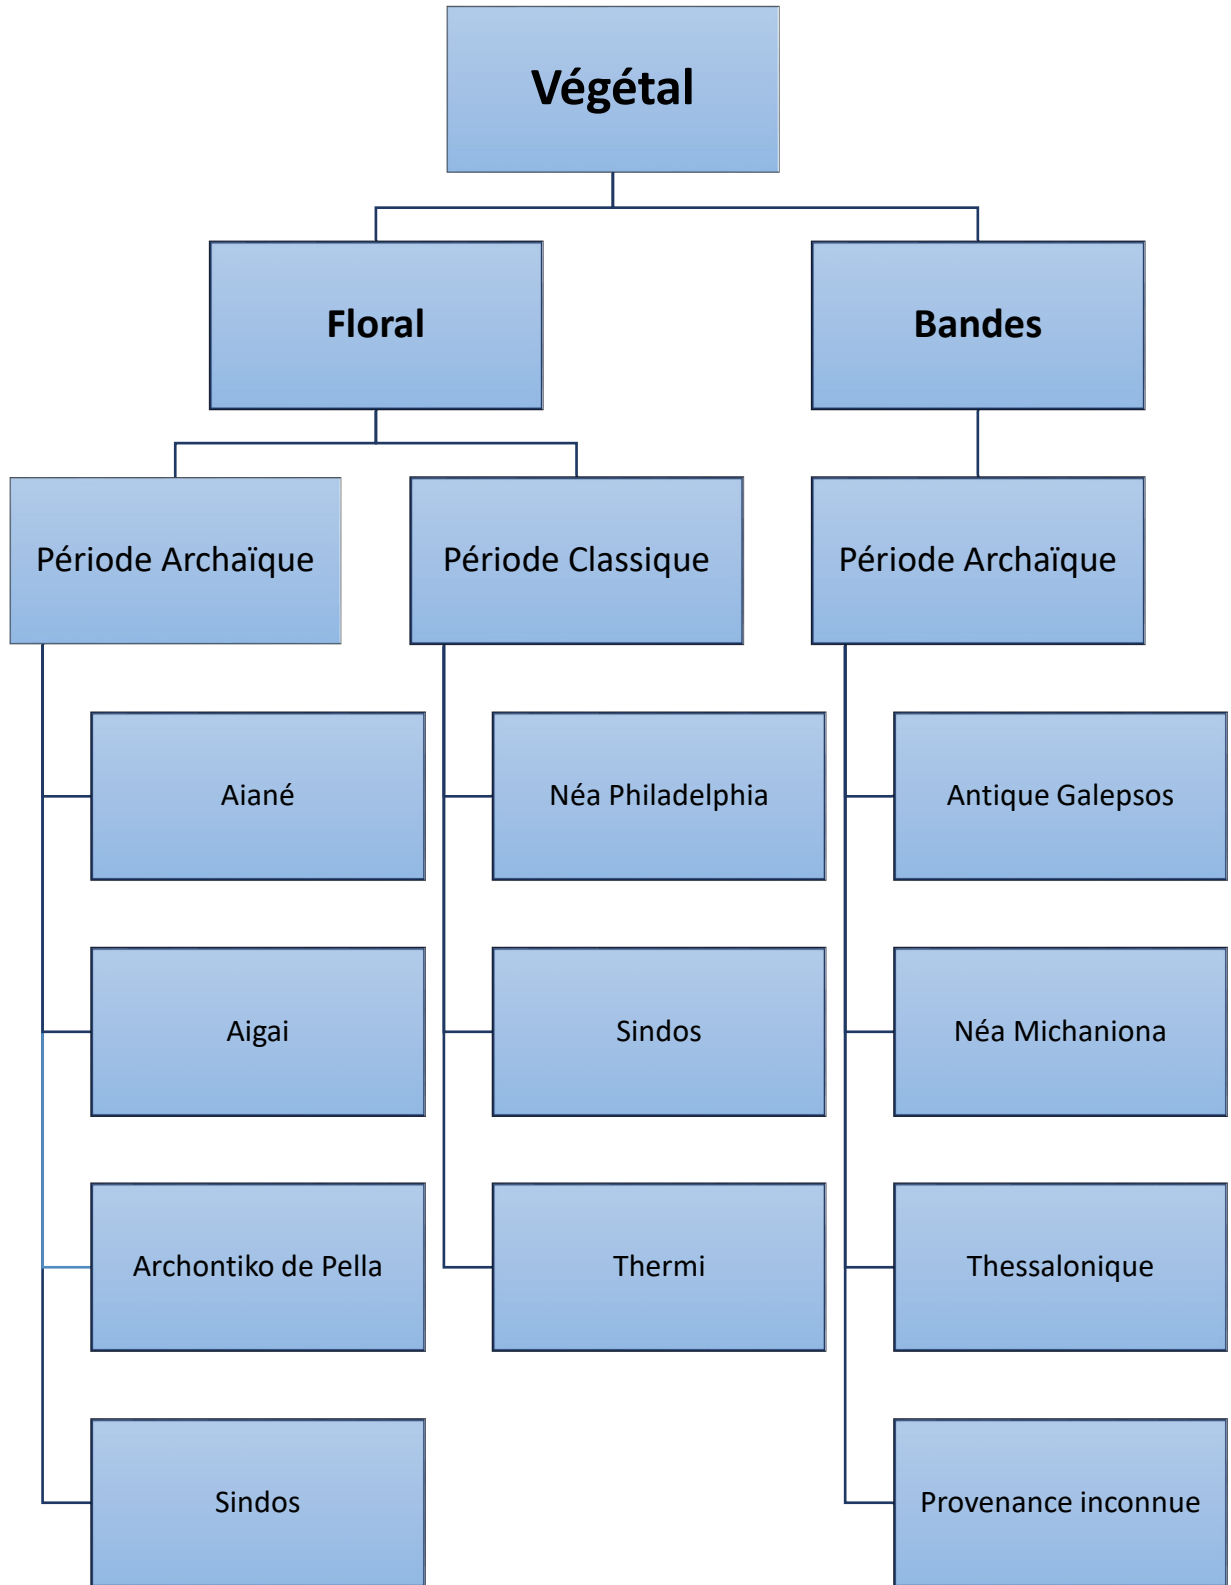 Végétal
Floral
Bandes
Période Archaïque
Période Classique
Période Archaïque
Aiané
Néa Philadelphia
Antique Galepsos
Aigai
Sindos
Néa Michaniona
Archontiko de Pella
Thermi
Thessalonique
Sindos
Provenance inconnue